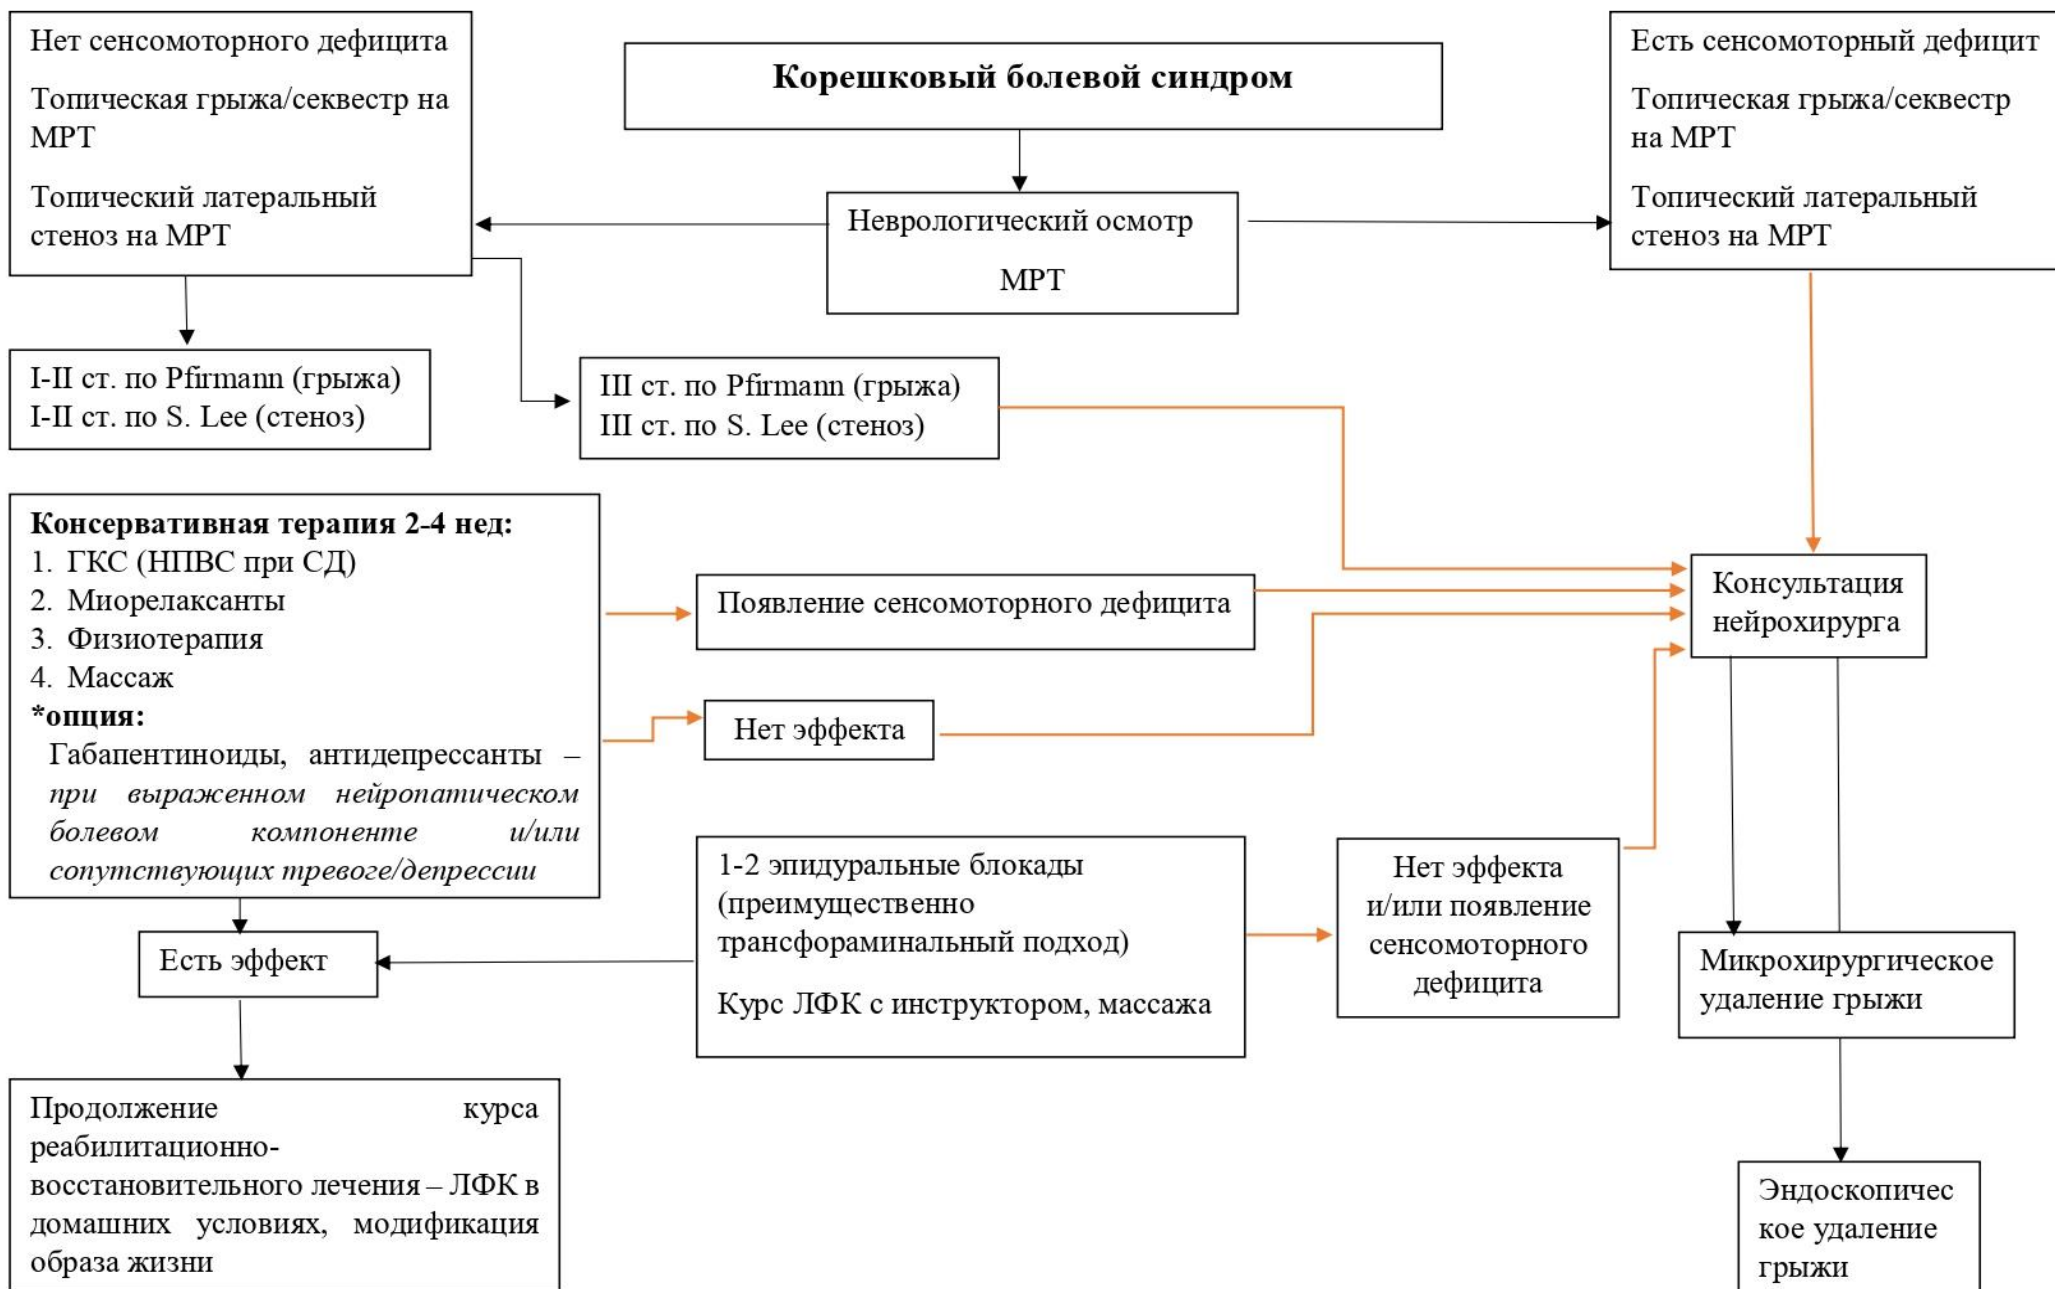 Нет сенсомоторного дефицита
Топическая грыжа/секвестр на
МРТ
Топический латеральный
стеноз на МРТ
Корешковый болевой синдром
Есть сенсомоторный дефицит
Топическая грыжа/секвестр
на МРТ
Топический латеральный
стеноз на МРТ
Неврологический осмотр
МРТ
I-II ст. по Pfirmann (грыжа)
I-II ст. по S. Lee (стеноз)
III ст. по Pfirmann (грыжа)
III ст. по S. Lee (стеноз)
Консервативная терапия 2-4 нед:
1. ГКС (НПВС при СД)
2. Миорелаксанты
3. Физиотерапия
4. Массаж
*опция:
Габапентиноиды, антидепрессанты –
при выраженном нейропатическом
болевом компоненте и/или
сопутствующих тревоге/депрессии
Появление сенсомоторного дефицита
Консультация
нейрохирурга
Нет эффекта
1-2 эпидуральные блокады
(преимущественно
трансфораминальный подход)
Курс ЛФК с инструктором, массажа
Нет эффекта
и/или появление
сенсомоторного
дефицита
Есть эффект
Микрохирургическое
удаление грыжи
Продолжение курса
реабилитационно-
восстановительного лечения – ЛФК в
домашних условиях, модификация
образа жизни
Эндоскопичес
кое удаление
грыжи